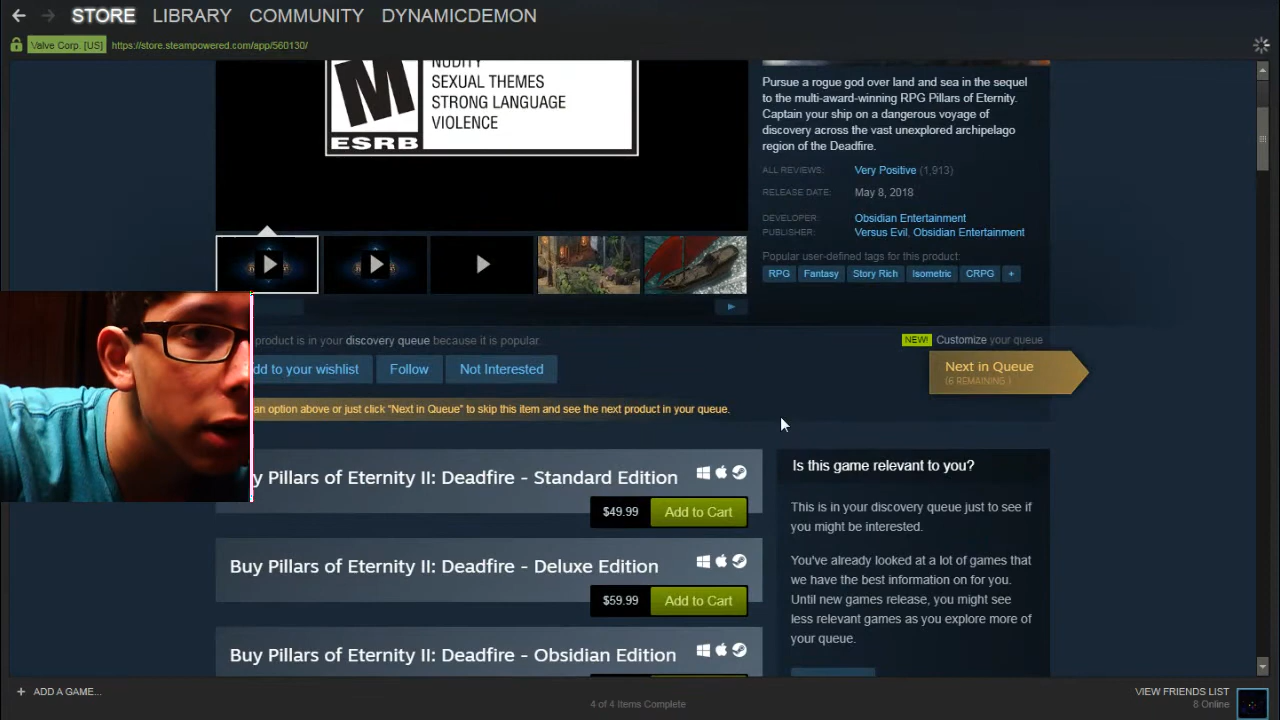 STORE LIBRARY COMMUNITY DYNAMICDEMON
Valve Corp. [US] https://store.steampowered.com/app/560130/
NUDITY
SEXUAL THEMES
STRONG LANGUAGE
VIOLENCE
M
ESRB
Pursue a rogue god over land and sea in the sequel
to the multi-award-winning RPG Pillars of Eternity.
Captain your ship on a dangerous voyage of
discovery across the vast unexplored archipelago
region of the Deadfire.
ALL REVIEWS: Very Positive (1,913)
RELEASE DATE: May 8, 2018
DEVELOPER: Obsidian Entertainment
PUBLISHER: Versus Evil, Obsidian Entertainment
Popular user-defined tags for this product:
RPG Fantasy Story Rich Isometric CRPG +
product is in your discovery queue because it is popular.
NEW! Customize your queue
dd to your wishlist Follow Not Interested
Next in Queue
(6 REMAINING )
an option above or just click "Next in Queue" to skip this item and see the next product in your queue.
y Pillars of Eternity II: Deadfire - Standard Edition
$49.99 Add to Cart
Buy Pillars of Eternity II: Deadfire - Deluxe Edition
$59.99 Add to Cart
Buy Pillars of Eternity II: Deadfire - Obsidian Edition
Is this game relevant to you?
This is in your discovery queue just to see if
you might be interested.
You've already looked at a lot of games that
we have the best information on for you.
Until new games release, you might see
less relevant games as you explore more of
your queue.
+ ADD A GAME...
4 of 4 Items Complete
VIEW FRIENDS LIST
8 Online